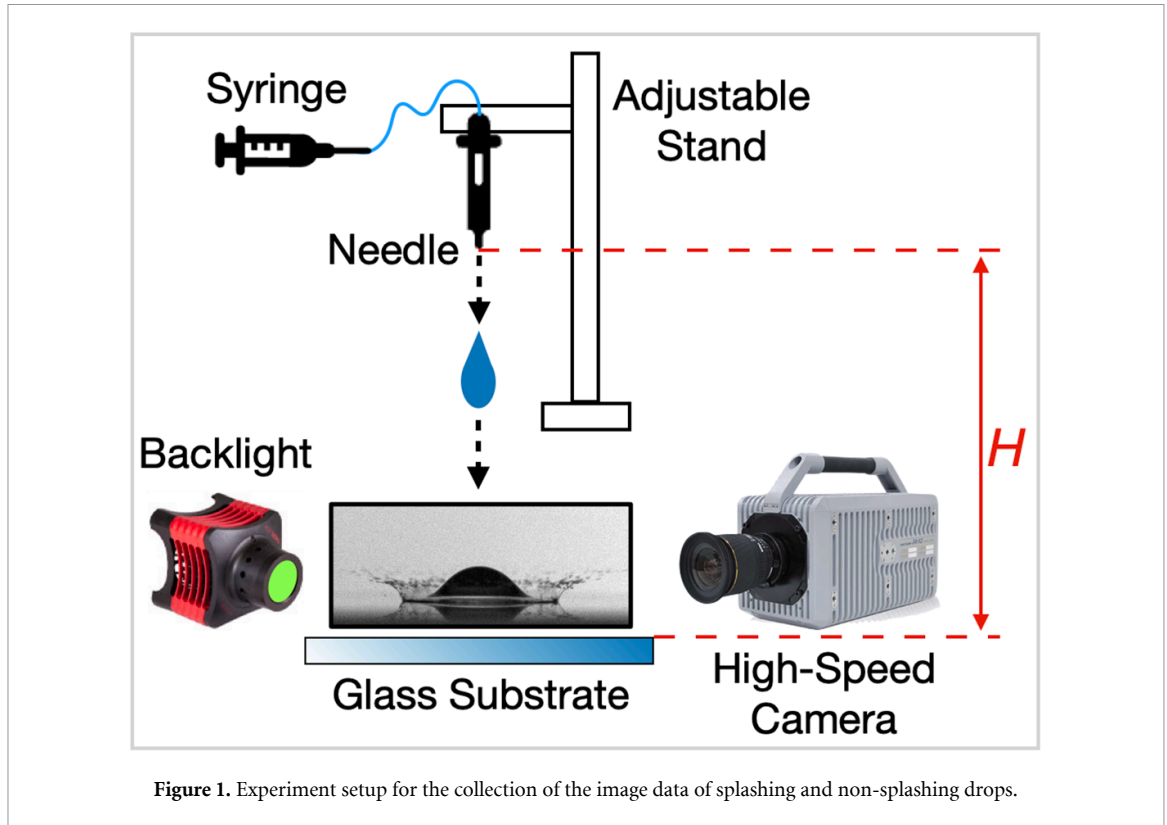 Syringe
Adjustable
Stand
Needle
H
Backlight
Glass Substrate
High-Speed
Camera
Figure 1. Experiment setup for the collection of the image data of splashing and non-splashing drops.